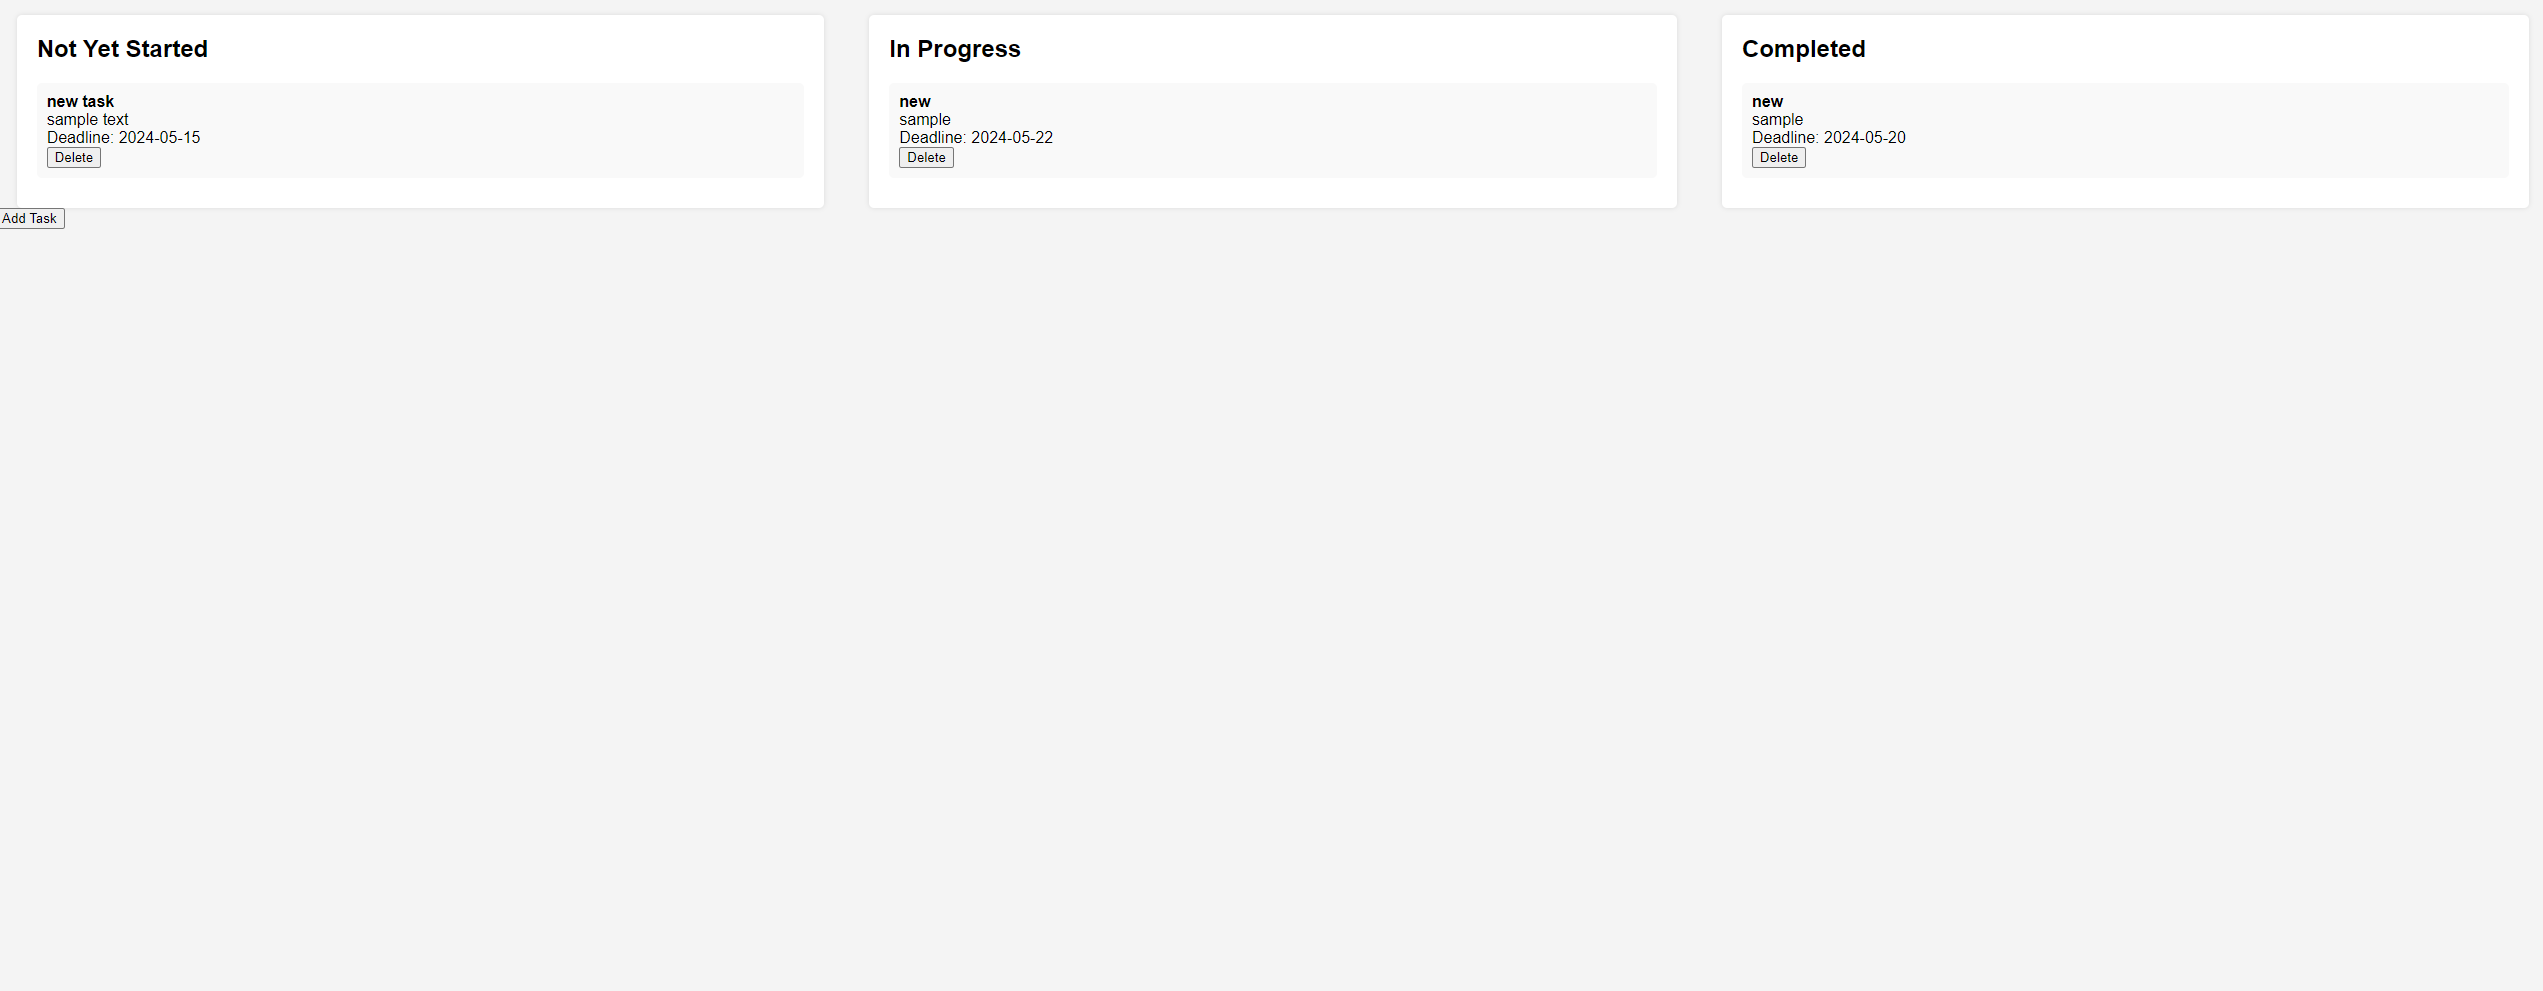 Not Yet Started
new task
sample text
Deadline: 2024-05-15
Delete
In Progress
new
sample
Deadline: 2024-05-22
Delete
Completed
new
sample
Deadline: 2024-05-20
Delete
Add Task